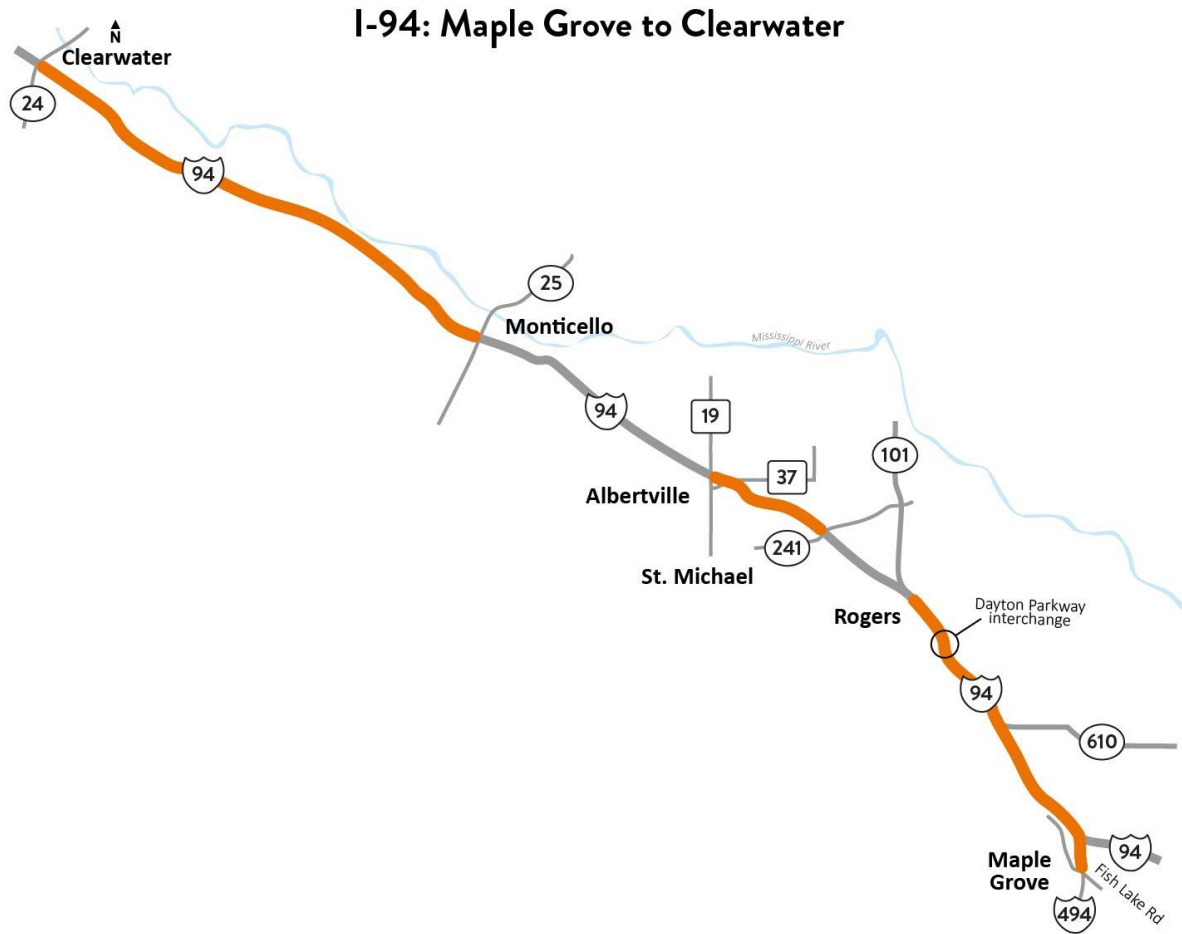 I-94: Maple Grove to Clearwater
N
Clearwater
24
94
25
Monticello
Mississippi River
94
19
37
101
Albertville
241
St. Michael
Rogers
Dayton Parkway
interchange
94
610
94
Maple
Grove
Fish Lake Rd
494